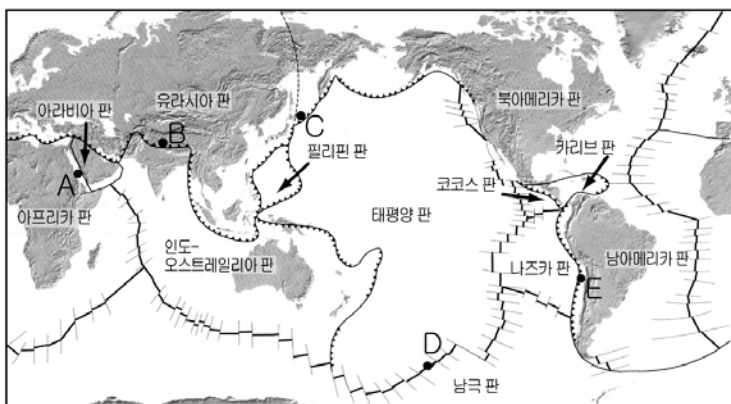 아라비아 판
유라시아 판
북아메리카 판
B
C
필리핀 판
카리브 판
A
코코스 판
아프리카 판
태평양 판
인도-
오스트레일리아 판
나즈카 판
남아메리카 판
E
D
남극 판